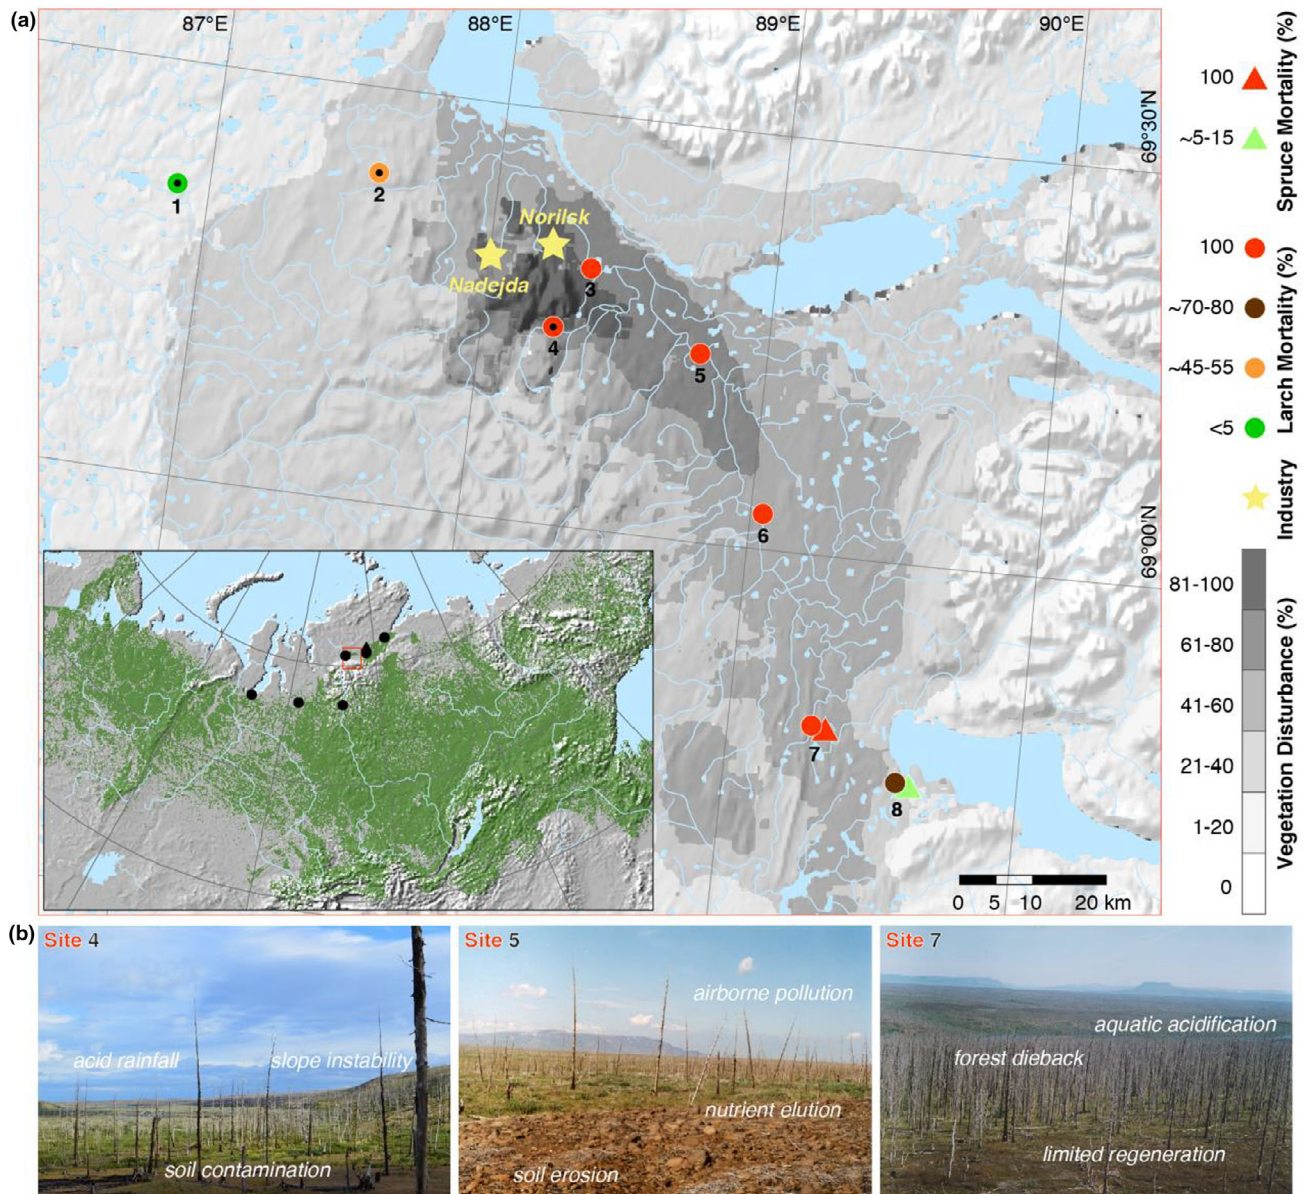 (a)
87°E
88°E
89°E
90°E
69°30'N
69°00'N
1
2
Norilsk
Nadejda
3
4
5
6
7
8
0 5 10 20 km
100
~5-15
Spruce Mortality (%)
100
~70-80
~45-55
<5
Larch Mortality (%)
Industry
81-100
61-80
41-60
21-40
1-20
0
Vegetation Disturbance (%)
(b)
Site 4
acid rainfall
slope instability
soil contamination
Site 5
airborne pollution
nutrient elution
soil erosion
Site 7
aquatic acidification
forest dieback
limited regeneration